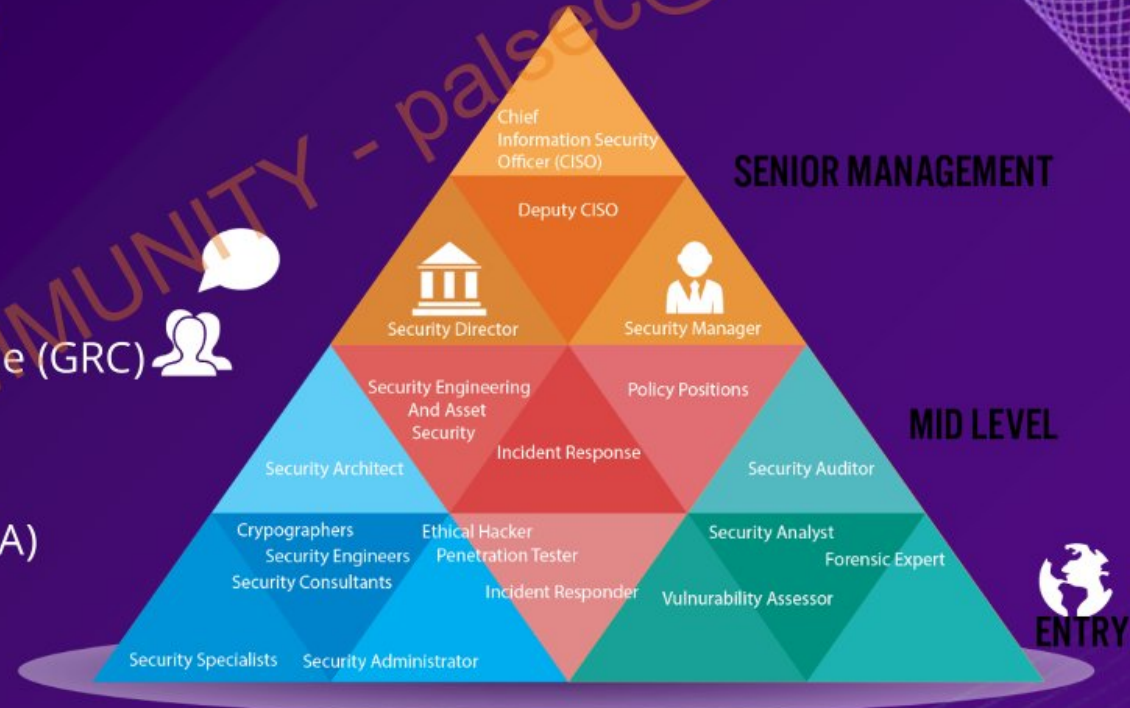 MUNITY - palsec@
Chief
Information Security
Officer (CISO)
SENIOR MANAGEMENT
Deputy CISO
Security Director
Security Manager
e (GRC)
Security Engineering
And Asset
Security
Policy Positions
MID LEVEL
Incident Response
Security Architect
Security Auditor
A)
Crypographers
Security Engineers
Security Consultants
Ethical Hacker
Penetration Tester
Incident Responder
Security Analyst
Forensic Expert
Vulnurability Assessor
ENTRY
Security Specialists
Security Administrator